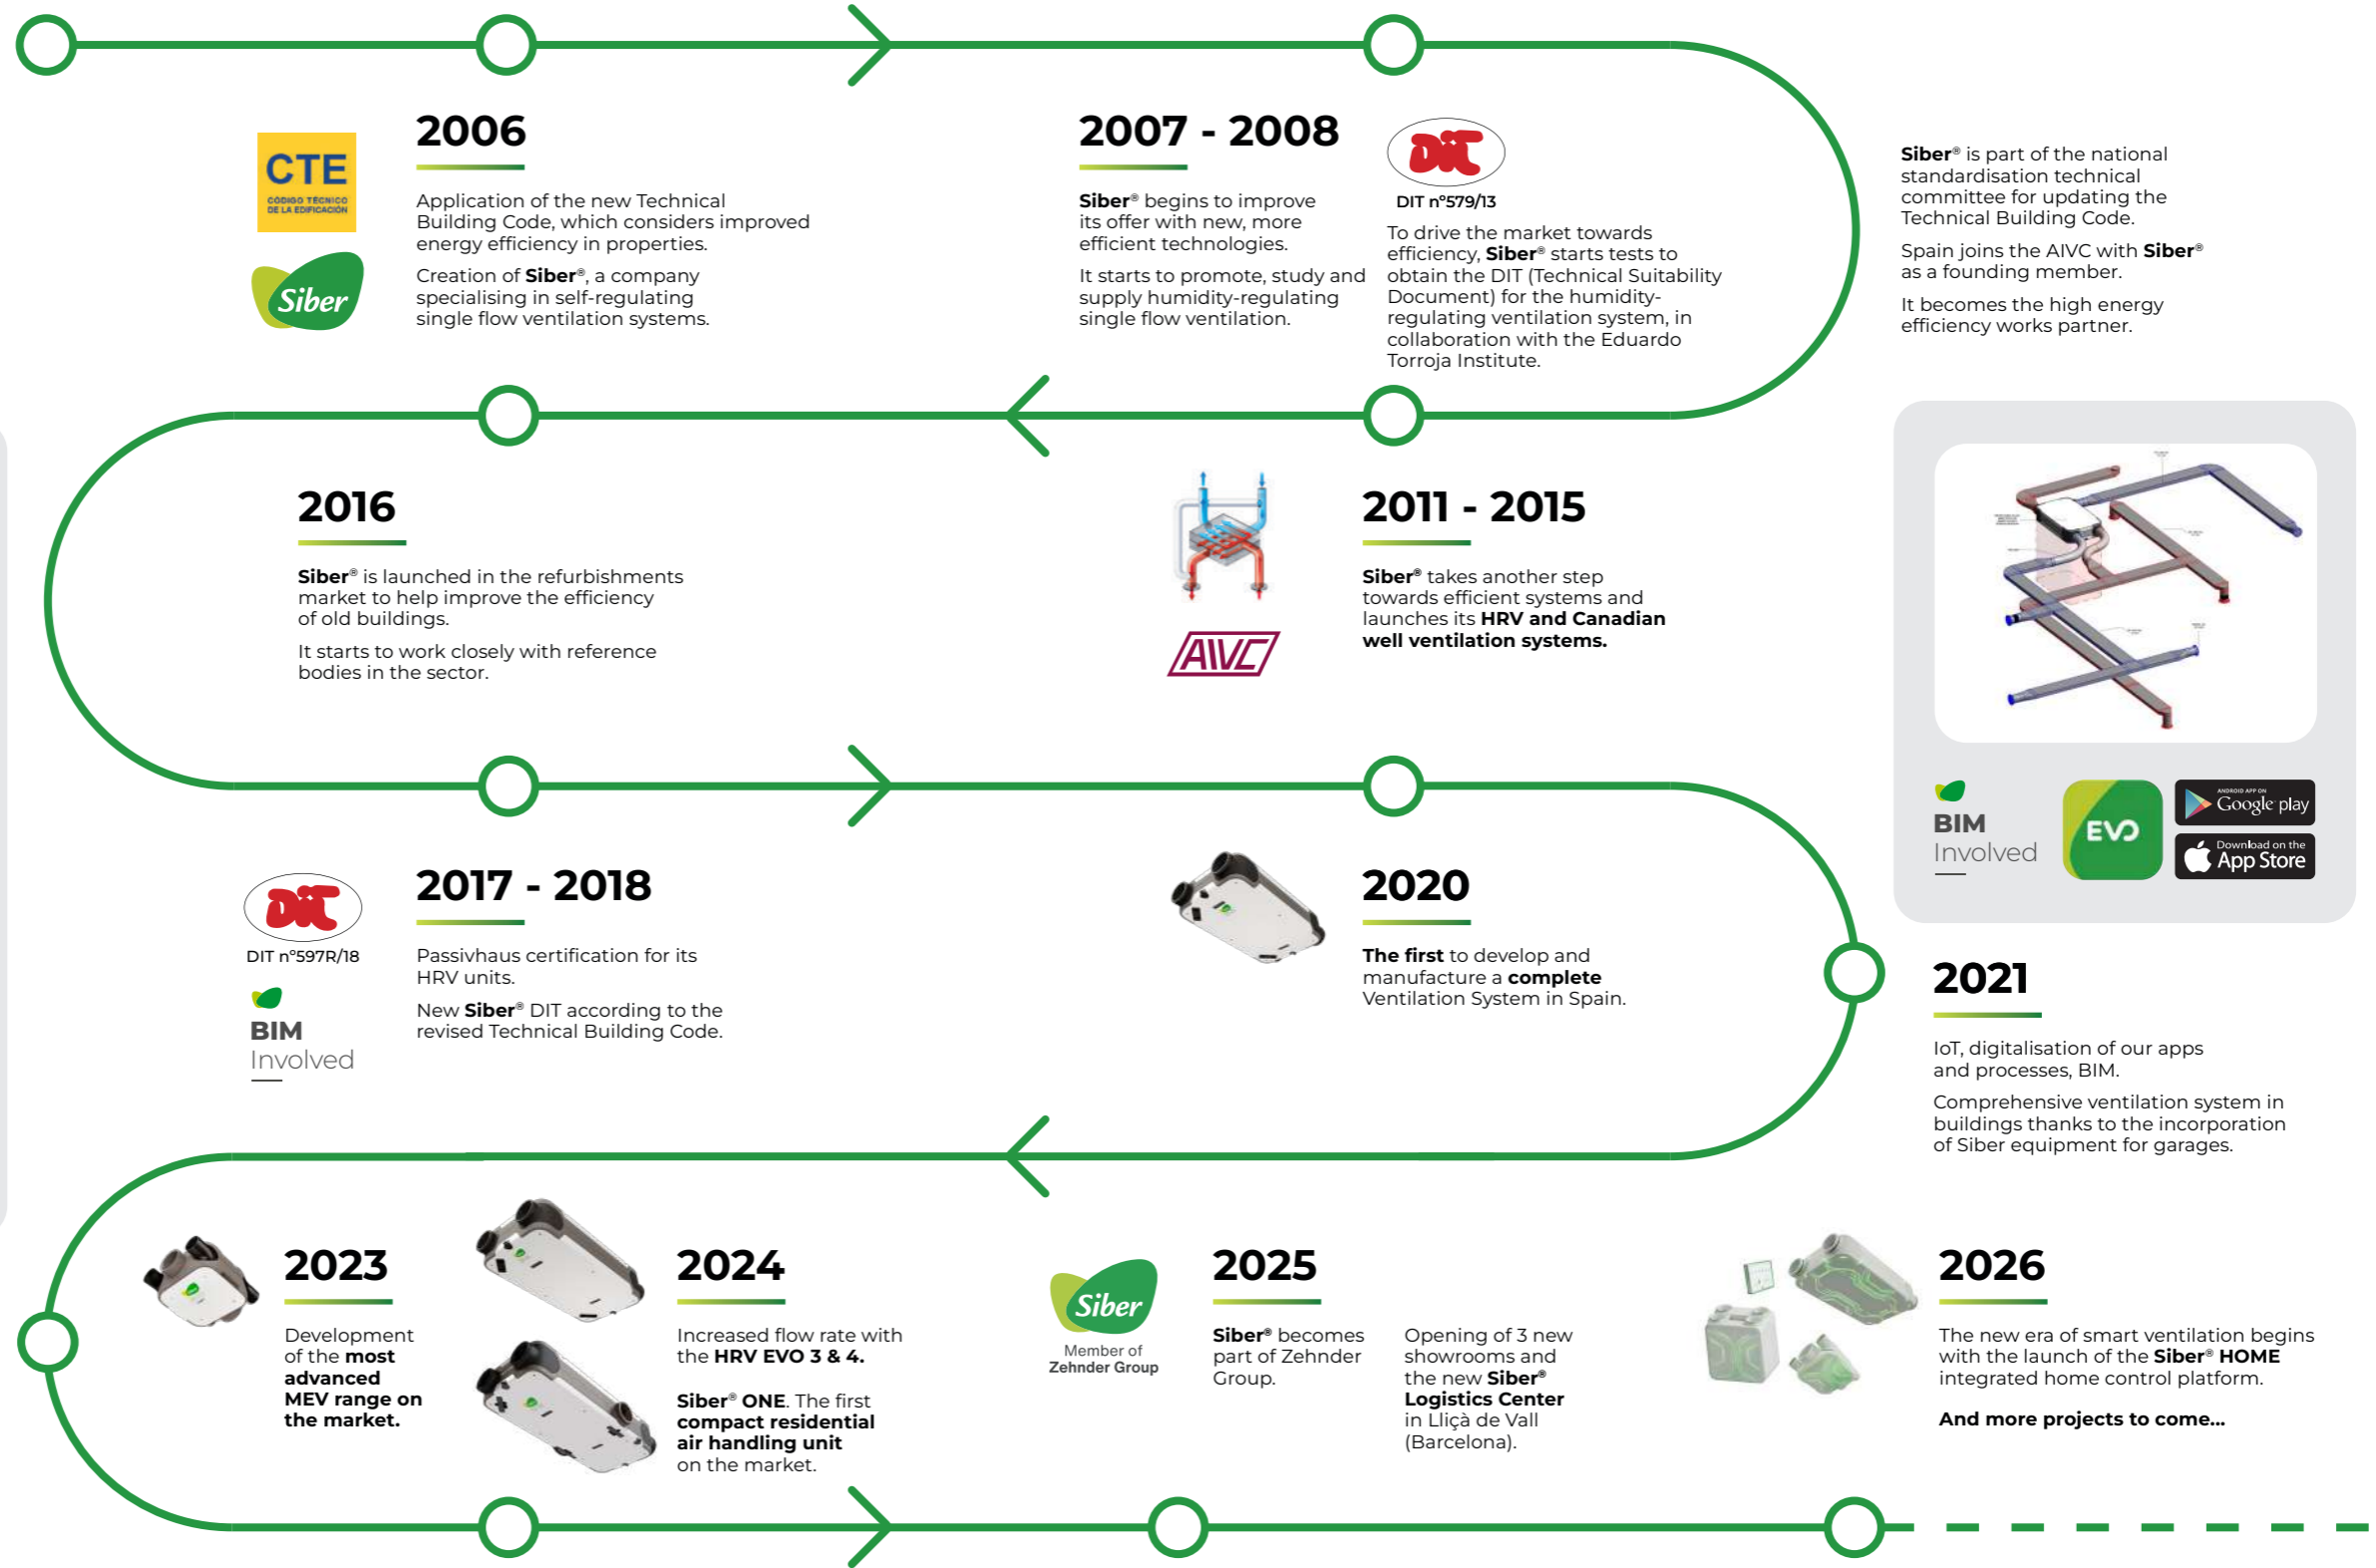 2006
CTE
CÓDIGO TÉCNICO
DE LA EDIFICACIÓN
Siber
Application of the new Technical
Building Code, which considers improved
energy efficiency in properties.
Creation of Siber®, a company
specialising in self-regulating
single flow ventilation systems.
2007 - 2008
Siber® begins to improve
its offer with new, more
efficient technologies.
It starts to promote, study and
supply humidity-regulating
single flow ventilation.
DIT
DIT nº579/13
To drive the market towards
efficiency, Siber® starts tests to
obtain the DIT (Technical Suitability
Document) for the humidity-
regulating ventilation system, in
collaboration with the Eduardo
Torroja Institute.
Siber® is part of the national
standardisation technical
committee for updating the
Technical Building Code.
Spain joins the AIVC with Siber®
as a founding member.
It becomes the high energy
efficiency works partner.
2011 - 2015
Siber® takes another step
towards efficient systems and
launches its HRV and Canadian
well ventilation systems.
AIVC
2016
Siber® is launched in the refurbishments
market to help improve the efficiency
of old buildings.
It starts to work closely with reference
bodies in the sector.
DIT
DIT nº597R/18
BIM
Involved
2017 - 2018
Passivhaus certification for its
HRV units.
New Siber® DIT according to the
revised Technical Building Code.
2020
The first to develop and
manufacture a complete
Ventilation System in Spain.
BIM
Involved
EVO
ANDROID APP ON
Google play
Download on the
App Store
2021
IoT, digitalisation of our apps
and processes, BIM.
Comprehensive ventilation system in
buildings thanks to the incorporation
of Siber equipment for garages.
2023
Development
of the most
advanced
MEV range on
the market.
2024
Increased flow rate with
the HRV EVO 3 & 4.
Siber® ONE. The first
compact residential
air handling unit
on the market.
Siber
Member of
Zehnder Group
2025
Siber® becomes
part of Zehnder
Group.
Opening of 3 new
showrooms and
the new Siber®
Logistics Center
in Lliçà de Vall
(Barcelona).
2026
The new era of smart ventilation begins
with the launch of the Siber® HOME
integrated home control platform.
And more projects to come...